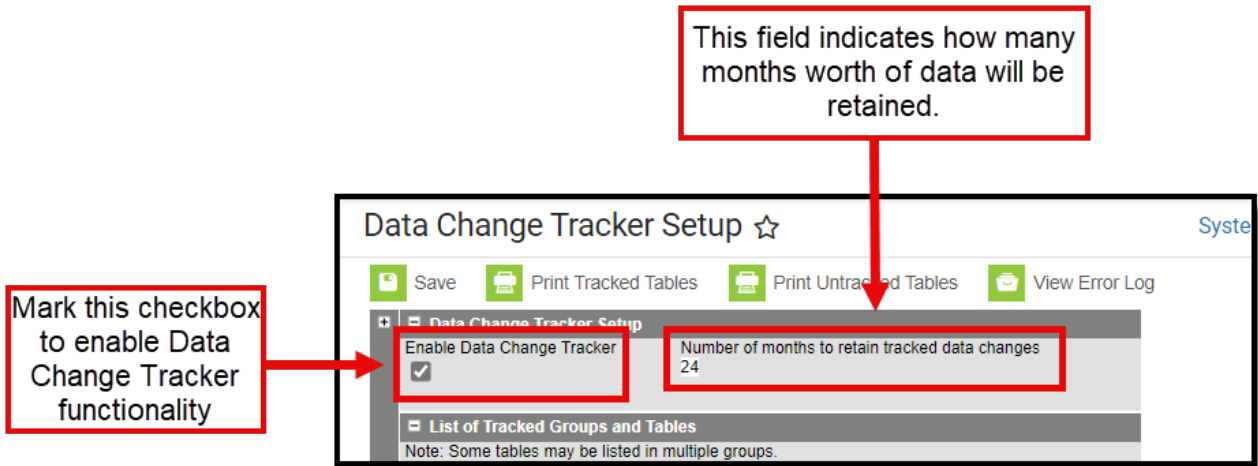 This field indicates how many
months worth of data will be
retained.
Data Change Tracker Setup
Syste
Save
Print Tracked Tables
Print Untracked Tables
View Error Log
Mark this checkbox
to enable Data
Change Tracker
functionality
Data Change Tracker Setup
Enable Data Change Tracker
Number of months to retain tracked data changes
24
List of Tracked Groups and Tables
Note: Some tables may be listed in multiple groups.